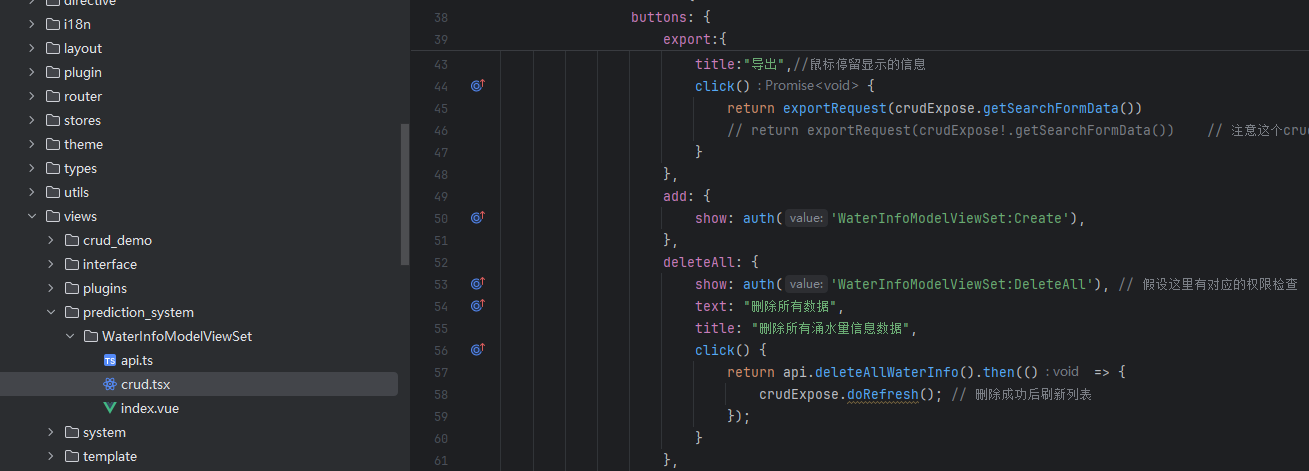 directive
i18n
layout
plugin
router
stores
theme
types
utils
views
crud_demo
interface
plugins
prediction_system
WaterInfoModelViewSet
TS api.ts
crud.tsx
index.vue
system
template
38 buttons: {
39 export:{
43 title:"导出",//鼠标停留显示的信息
44 click() : Promise<void> {
45 return exportRequest(crudExpose.getSearchFormData())
46 // return exportRequest(crudExpose!.getSearchFormData()) // 注意这个crud
47 }
48 },
49 add: {
50 show: auth( value: 'WaterInfoModelViewSet:Create'),
51 },
52 deleteAll: {
53 show: auth( value: 'WaterInfoModelViewSet:DeleteAll'), // 假设这里有对应的权限检查
54 text: "删除所有数据",
55 title: "删除所有涌水量信息数据",
56 click() {
57 return api.deleteAllWaterInfo().then(() : void => {
58 crudExpose.doRefresh(); // 删除成功后刷新列表
59 });
60 }
61 },